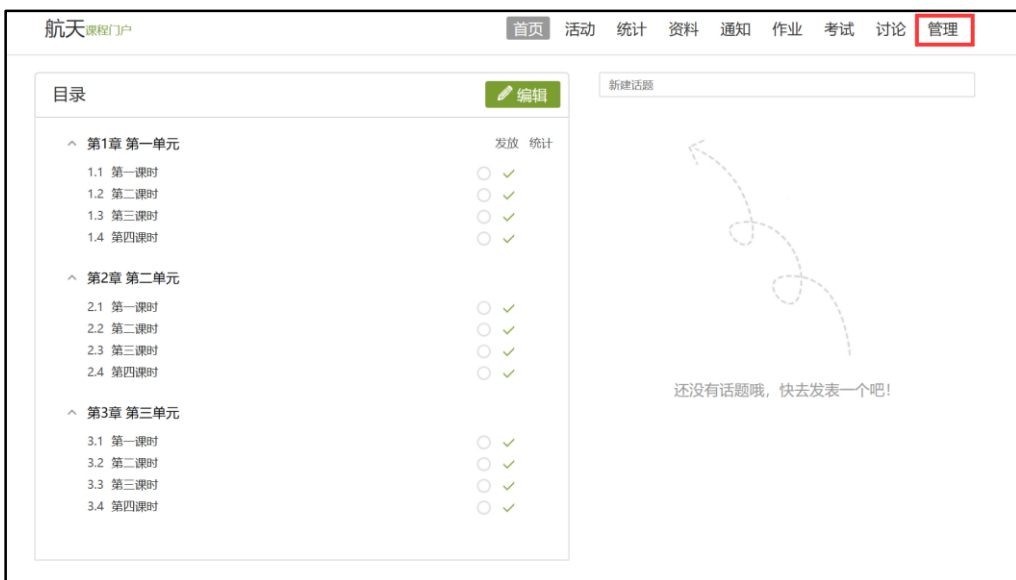 航天课程门户 首页 活动 统计 资料 通知 作业 考试 讨论 管理
目录 编辑
第1章 第一单元 发放 统计
1.1 第一课时
1.2 第二课时
1.3 第三课时
1.4 第四课时
第2章 第二单元
2.1 第一课时
2.2 第二课时
2.3 第三课时
2.4 第四课时
第3章 第三单元
3.1 第一课时
3.2 第二课时
3.3 第三课时
3.4 第四课时
新建话题
还没有话题哦，快去发表一个吧！